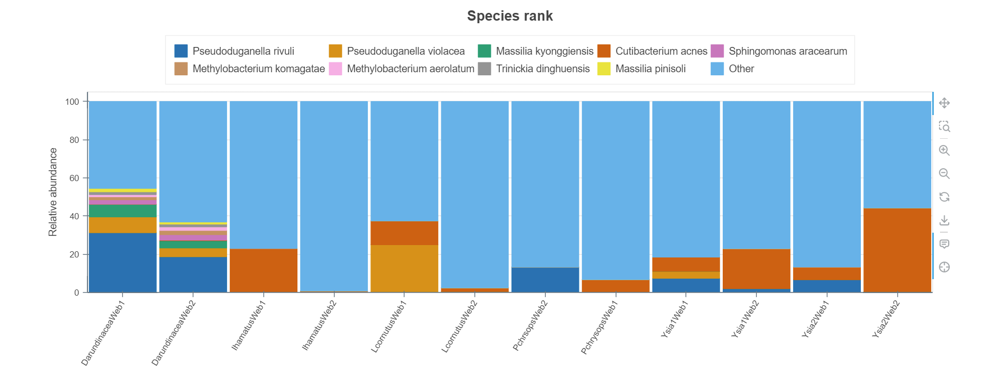 Species rank
Pseudoduganella rivuli Pseudoduganella violacea Massilia kyonggiensis Cutibacterium acnes Sphingomonas aracearum
Methylobacterium komagatae Methylobacterium aerolatum Trinickia dinghuensis Massilia pinisoli Other
Relative abundance
100
80
60
40
20
0
DarundinaceaWeb1
DarundinaceaWeb2
IhamatusWeb1
IhamatusWeb2
LcornutusWeb1
LcornutusWeb2
PchrsopsWeb2
PchrysopsWeb1
Ysia1Web1
Ysia1Web2
Ysia2Web1
Ysia2Web2